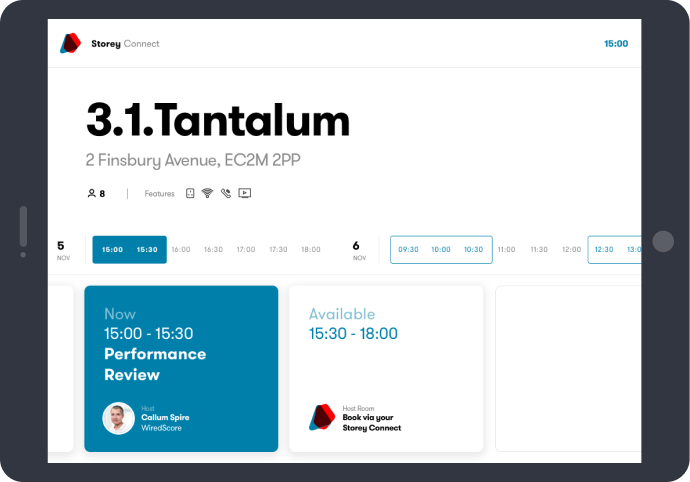 Storey Connect
15:00
3.1.Tantalum
2 Finsbury Avenue, EC2M 2PP
8
Features
5
NOV
15:00 15:30 16:00 16:30 17:00 17:30 18:00
6
NOV
09:30 10:00 10:30 11:00 11:30 12:00 12:30 13:0
Now
15:00 - 15:30
Performance
Review
Host
Callum Spire
WiredScore
Available
15:30 - 18:00
Host Room
Book via your
Storey Connect